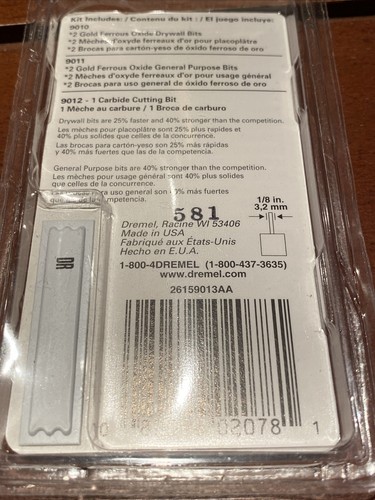 Kit Includes: / Contenu du kit : / El juego incluye:
9010
*2 Gold Ferrous Oxide Drywall Bits
*2 Mèches d'oxyde ferreaux d'or pour placoplâtre
*2 Brocas para cartón-yeso de óxido ferroso de oro
9011
*2 Gold Ferrous Oxide General Purpose Bits
*2 Mèches d'oxyde ferreaux d'or pour usage général
*2 Brocas para uso general de óxido ferroso de oro
9012 - 1 Carbide Cutting Bit
1 Mèche au carbure / 1 Broca de carburo
Drywall bits are 25% faster and 40% stronger than the competition.
Les mèches pour placoplâtre sont 25% plus rapides et
40% plus solides que celles de la concurrence.
Las brocas para cartón-yeso son 25% más rápidas
y 40% más fuertes que las de la competencia.
General Purpose bits are 40% stronger than the competition.
Les mèches pour usage général sont 40% plus solides
que celles de la concurrence.
brocas para uso general son 40% más fuertes
competencia.
581
1/8 in.
3,2 mm
Dremel, Racine WI 53406
Made in USA
Fabriqué aux États-Unis
Hecho en E.U.A.
1-800-4DREMEL (1-800-437-3635)
www.dremel.com
26159013AA
OR
02078 1